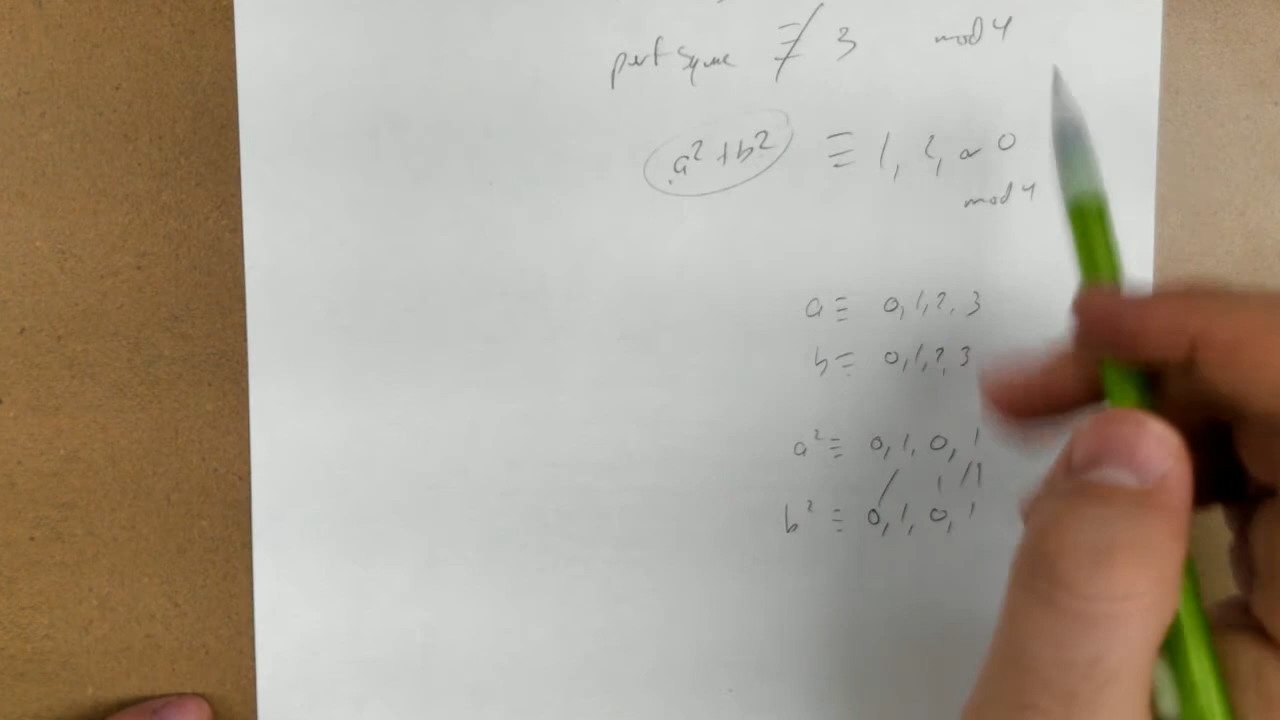 perf square ≢ 3 mod 4
a² + b² ≡ 1, 2, or 0
mod 4
a ≡ 0, 1, 2, 3
b ≡ 0, 1, 2, 3
a² ≡ 0, 1, 0, 1
b² ≡ 0, 1, 0, 1